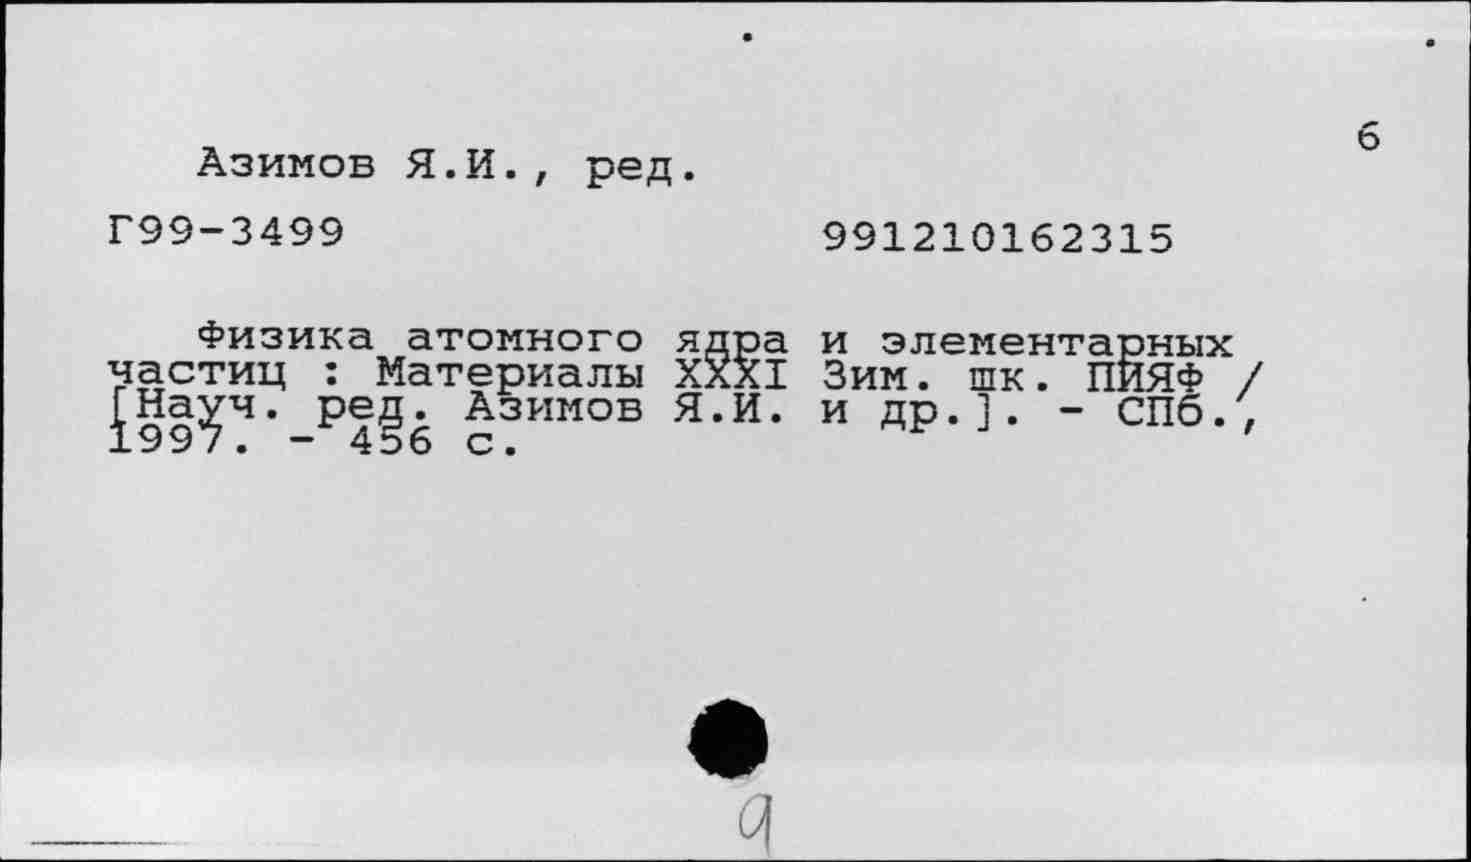 6
Азимов Я.И., ред.
Г99-3499 991210162315
Физика атомного ядра и элементарных
частиц : Материалы XXXI Зим. шк. ПИЯФ /
[Науч. ред. Азимов Я.И. и др.]. - СПб.,
1997. - 456 с.